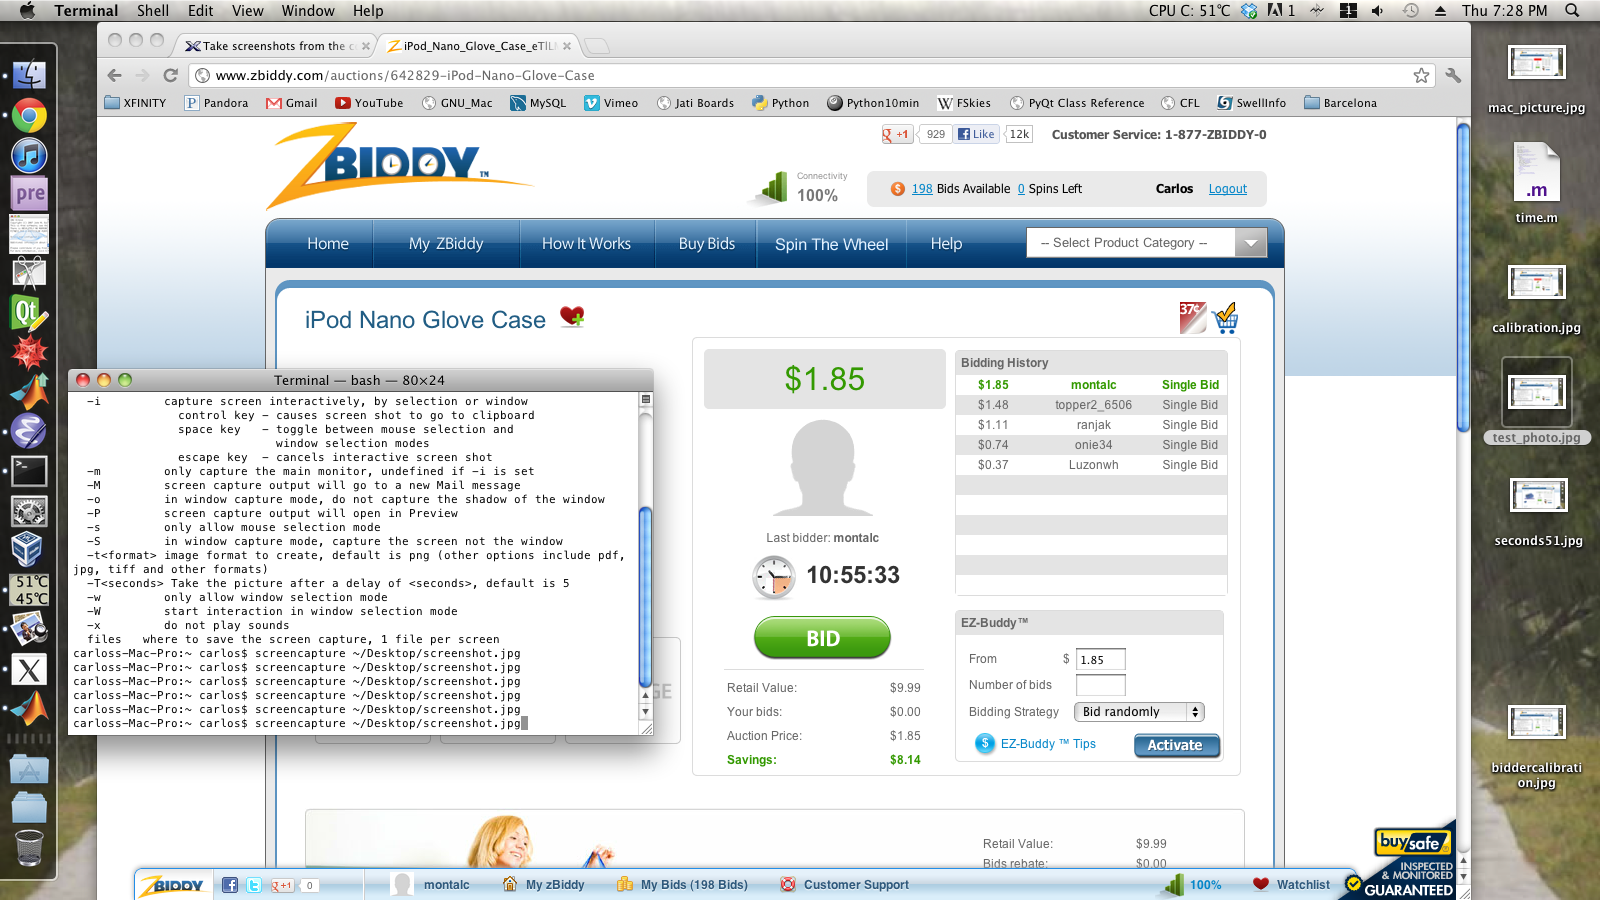 Terminal Shell Edit View Window Help
CPU C: 51℃ 1 Thu 7:28 PM
Take screenshots from the c
iPod_Nano_Glove_Case_eTIL
www.zbiddy.com/auctions/642829-iPod-Nano-Glove-Case
XFINITY Pandora Gmail YouTube GNU_Mac MySQL Vimeo Jati Boards Python Python10min FSkies PyQt Class Reference CFL SwellInfo Barcelona
ZBIDDY™
+1 929 Like 12k Customer Service: 1-877-ZBIDDY-0
Connectivity
100%
198 Bids Available 0 Spins Left Carlos Logout
Home My ZBiddy How It Works Buy Bids Spin The Wheel Help -- Select Product Category --
iPod Nano Glove Case
37¢
$1.85
Last bidder: montalc
10:55:33
BID
Retail Value: $9.99
Your bids: $0.00
Auction Price: $1.85
Savings: $8.14
Bidding History
$1.85 montalc Single Bid
$1.48 topper2_6506 Single Bid
$1.11 ranjak Single Bid
$0.74 onie34 Single Bid
$0.37 Luzonwh Single Bid
EZ-Buddy™
From $ 1.85
Number of bids
Bidding Strategy Bid randomly
EZ-Buddy ™ Tips Activate
Terminal — bash — 80×24
-i capture screen interactively, by selection or window
control key - causes screen shot to go to clipboard
space key - toggle between mouse selection and
window selection modes
escape key - cancels interactive screen shot
-m only capture the main monitor, undefined if -i is set
-M screen capture output will go to a new Mail message
-o in window capture mode, do not capture the shadow of the window
-P screen capture output will open in Preview
-s only allow mouse selection mode
-S in window capture mode, capture the screen not the window
-t<format> image format to create, default is png (other options include pdf,
jpg, tiff and other formats)
-T<seconds> Take the picture after a delay of <seconds>, default is 5
-w only allow window selection mode
-W start interaction in window selection mode
-x do not play sounds
files where to save the screen capture, 1 file per screen
carloss-Mac-Pro:~ carlos$ screencapture ~/Desktop/screenshot.jpg
carloss-Mac-Pro:~ carlos$ screencapture ~/Desktop/screenshot.jpg
carloss-Mac-Pro:~ carlos$ screencapture ~/Desktop/screenshot.jpg
carloss-Mac-Pro:~ carlos$ screencapture ~/Desktop/screenshot.jpg
carloss-Mac-Pro:~ carlos$ screencapture ~/Desktop/screenshot.jpg
carloss-Mac-Pro:~ carlos$ screencapture ~/Desktop/screenshot.jpg
Retail Value: $9.99
Bids rebate: $0.00
ZBIDDY +1 0 montalc My zBiddy My Bids (198 Bids) Customer Support 100% Watchlist
buySafe
INSPECTED
& MONITORED
GUARANTEED
pre
Qt
51℃
45℃
mac_picture.jpg
.m
time.m
calibration.jpg
test_photo.jpg
seconds51.jpg
biddercalibrati
on.jpg